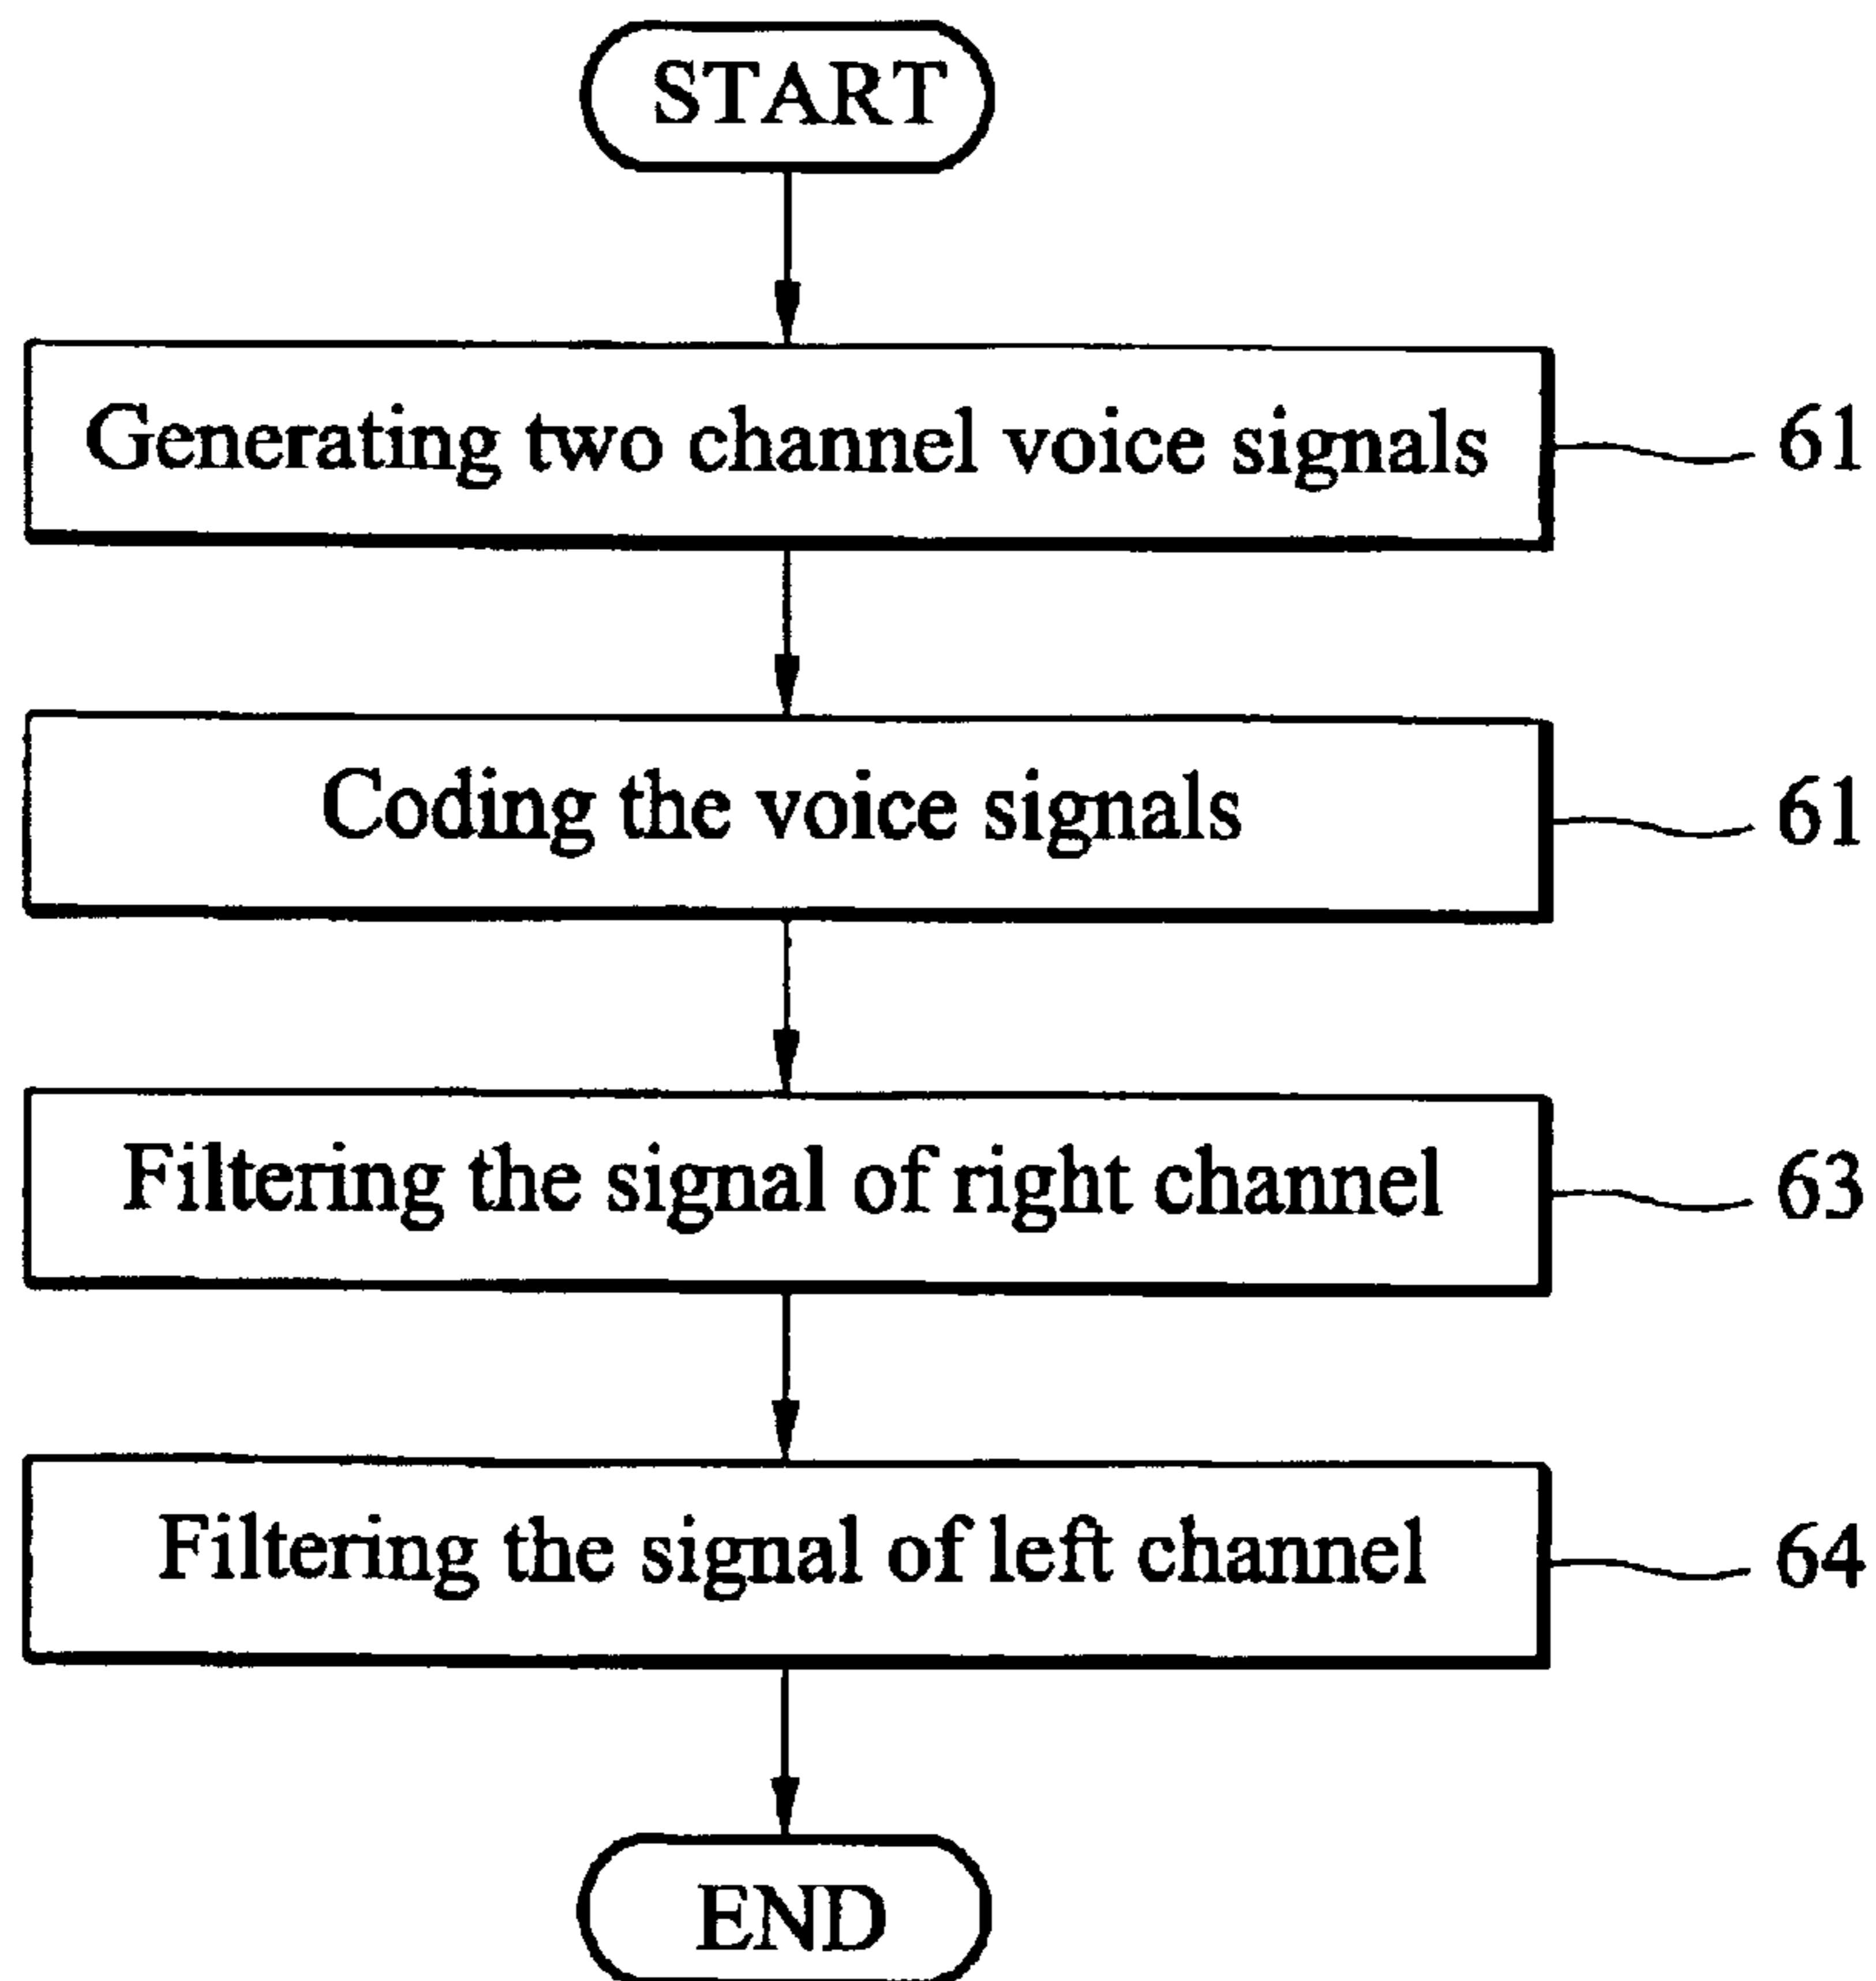 START
Generating two channel voice signals 61
Coding the voice signals 61
Filtering the signal of right channel 63
Filtering the signal of left channel 64
END